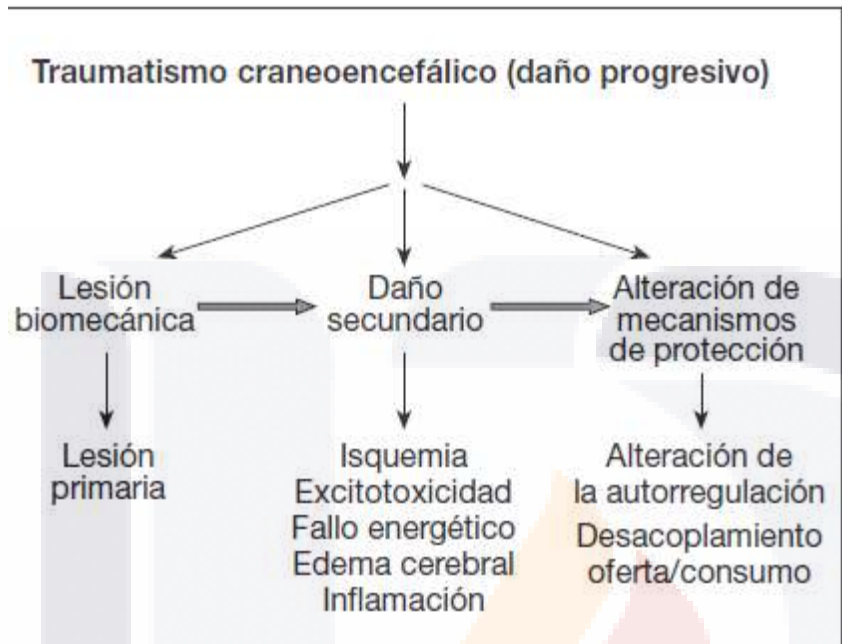 Traumatismo craneoencefálico (daño progresivo)
Lesión
biomecánica
Daño
secundario
Alteración de
mecanismos
de protección
Lesión
primaria
Isquemia
Excitotoxicidad
Fallo energético
Edema cerebral
Inflamación
Alteración de
la autorregulación
Desacoplamiento
oferta/consumo